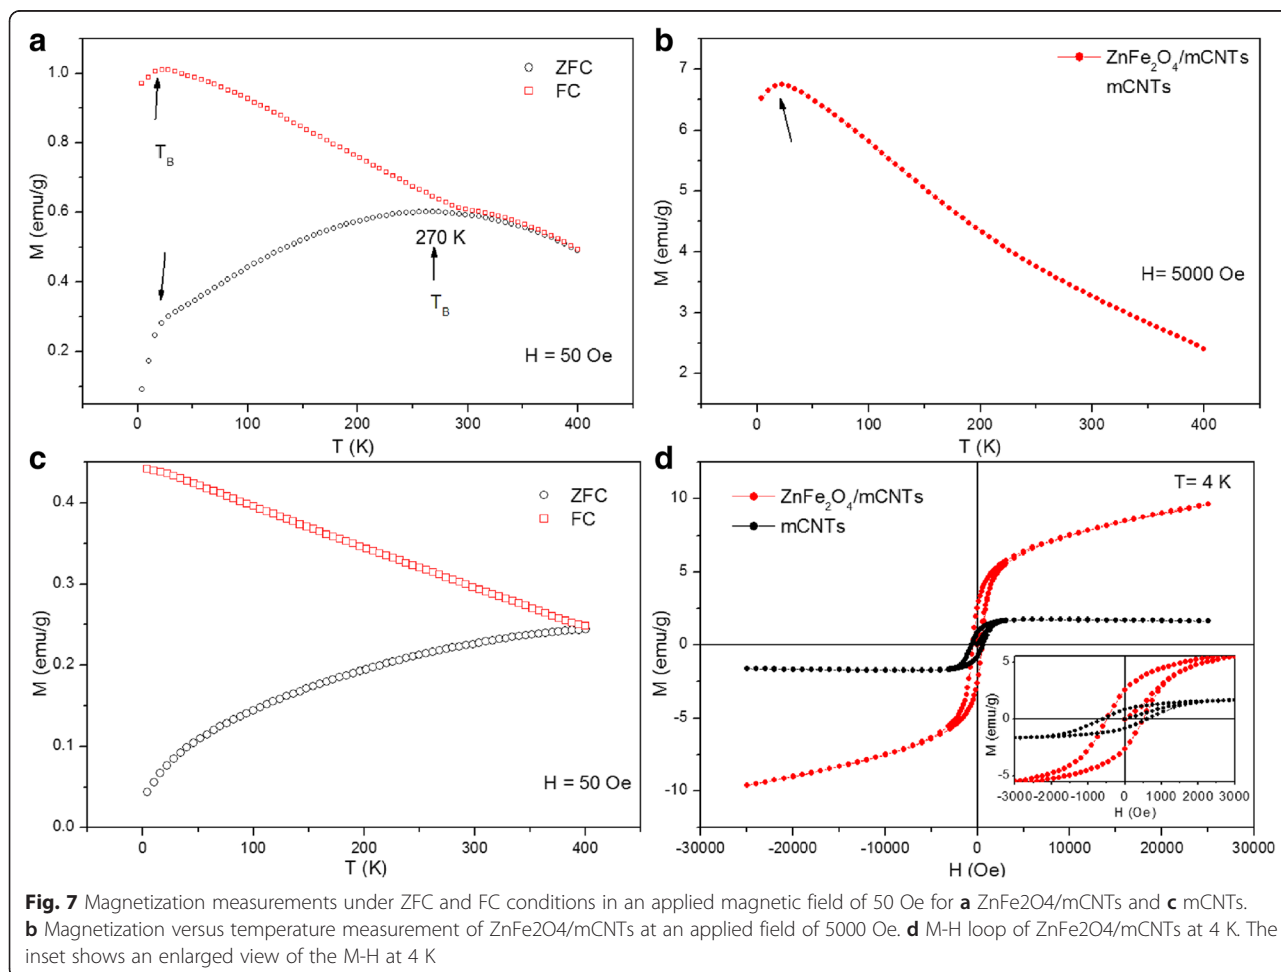 a
ZFC
FC
1.0
0.8
0.6
0.4
0.2
M (emu/g)
T_B
270 K
T_B
H = 50 Oe
0 100 200 300 400
T (K)
b
ZnFe₂O₄/mCNTs
mCNTs
7
6
5
4
3
2
M (emu/g)
H= 5000 Oe
0 100 200 300 400
T (K)
c
ZFC
FC
0.4
0.3
0.2
0.1
0.0
M (emu/g)
H = 50 Oe
0 100 200 300 400
T (K)
d
T= 4 K
ZnFe₂O₄/mCNTs
mCNTs
10
5
0
-5
-10
M (emu/g)
5
0
-5
M (emu/g)
-3000 -2000 -1000 0 1000 2000 3000
H (Oe)
-30000 -20000 -10000 0 10000 20000 30000
H (Oe)
Fig. 7 Magnetization measurements under ZFC and FC conditions in an applied magnetic field of 50 Oe for a ZnFe2O4/mCNTs and c mCNTs.
b Magnetization versus temperature measurement of ZnFe2O4/mCNTs at an applied field of 5000 Oe. d M-H loop of ZnFe2O4/mCNTs at 4 K. The
inset shows an enlarged view of the M-H at 4 K